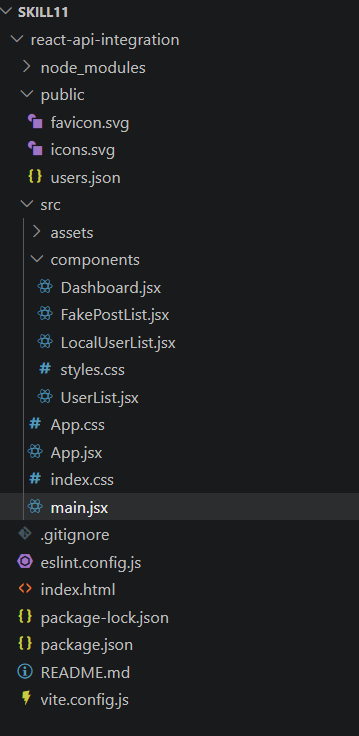 SKILL11
react-api-integration
node_modules
public
favicon.svg
icons.svg
{} users.json
src
assets
components
Dashboard.jsx
FakePostList.jsx
LocalUserList.jsx
# styles.css
UserList.jsx
# App.css
App.jsx
# index.css
main.jsx
.gitignore
eslint.config.js
<> index.html
{} package-lock.json
{} package.json
README.md
vite.config.js